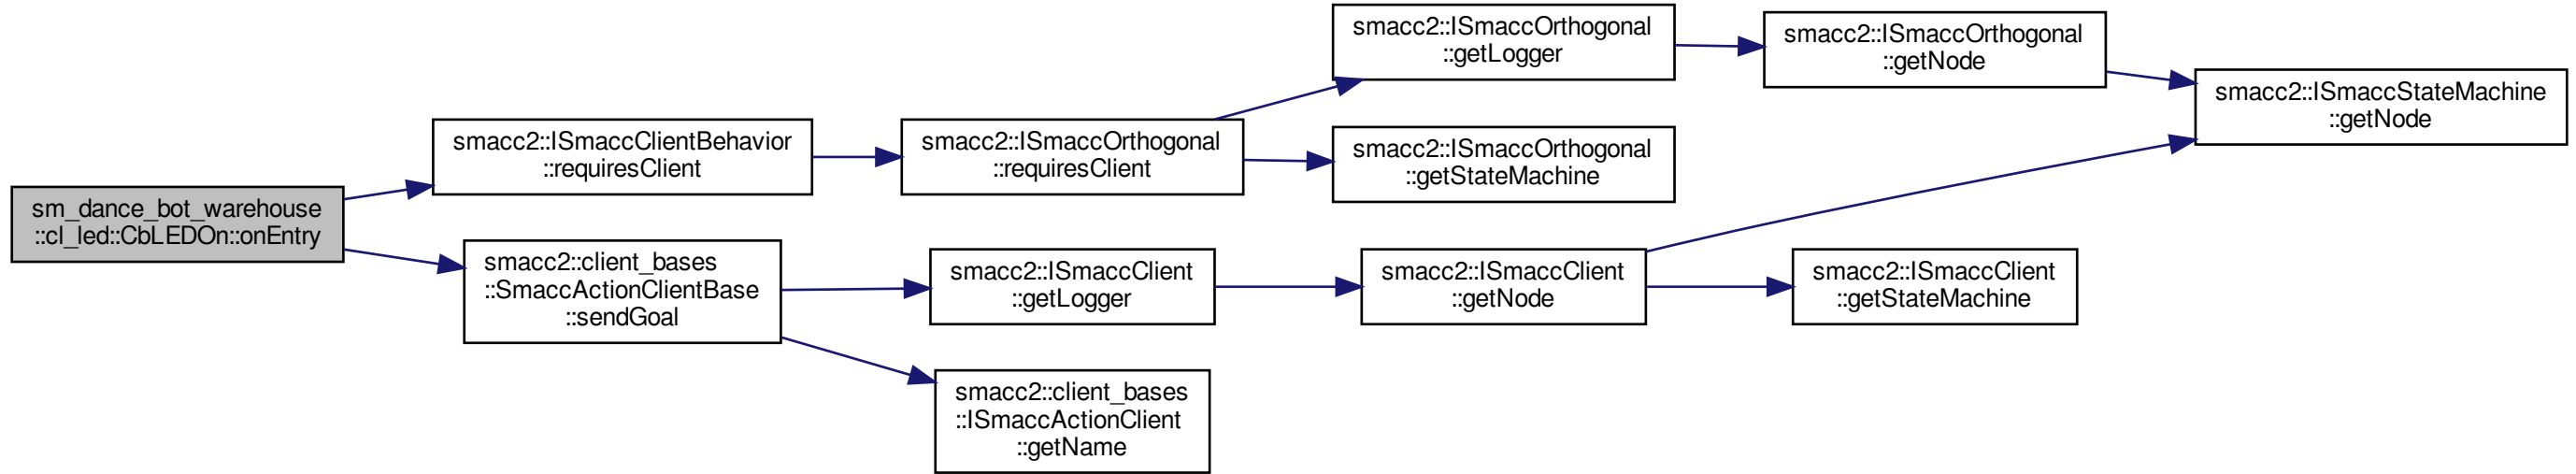 sm_dance_bot_warehouse
::cl_led::CbLEDOn::onEntry
smacc2::ISmaccClientBehavior
::requiresClient
smacc2::ISmaccOrthogonal
::requiresClient
smacc2::ISmaccOrthogonal
::getLogger
smacc2::ISmaccOrthogonal
::getNode
smacc2::ISmaccStateMachine
::getNode
smacc2::ISmaccOrthogonal
::getStateMachine
smacc2::client_bases
::SmaccActionClientBase
::sendGoal
smacc2::ISmaccClient
::getLogger
smacc2::ISmaccClient
::getNode
smacc2::ISmaccClient
::getStateMachine
smacc2::client_bases
::ISmaccActionClient
::getName